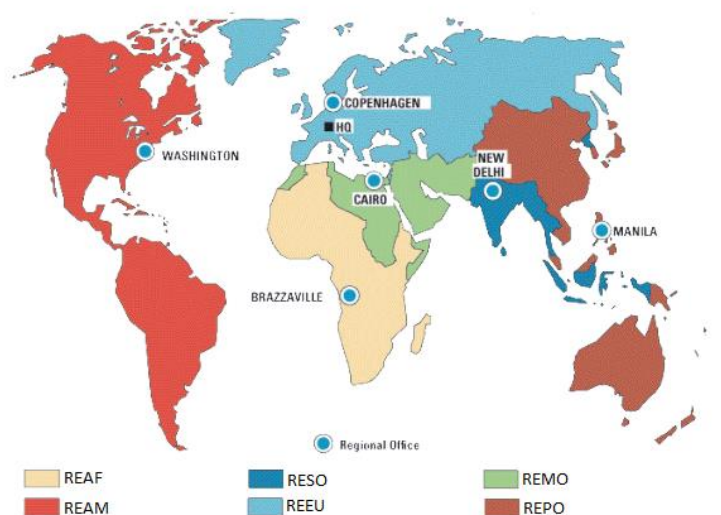 COPENHAGEN
HQ
WASHINGTON
NEW
DELHI
CAIRO
MANILA
BRAZZAVILLE
Regional Office
REAF
RESO
REMO
REAM
REEU
REPO